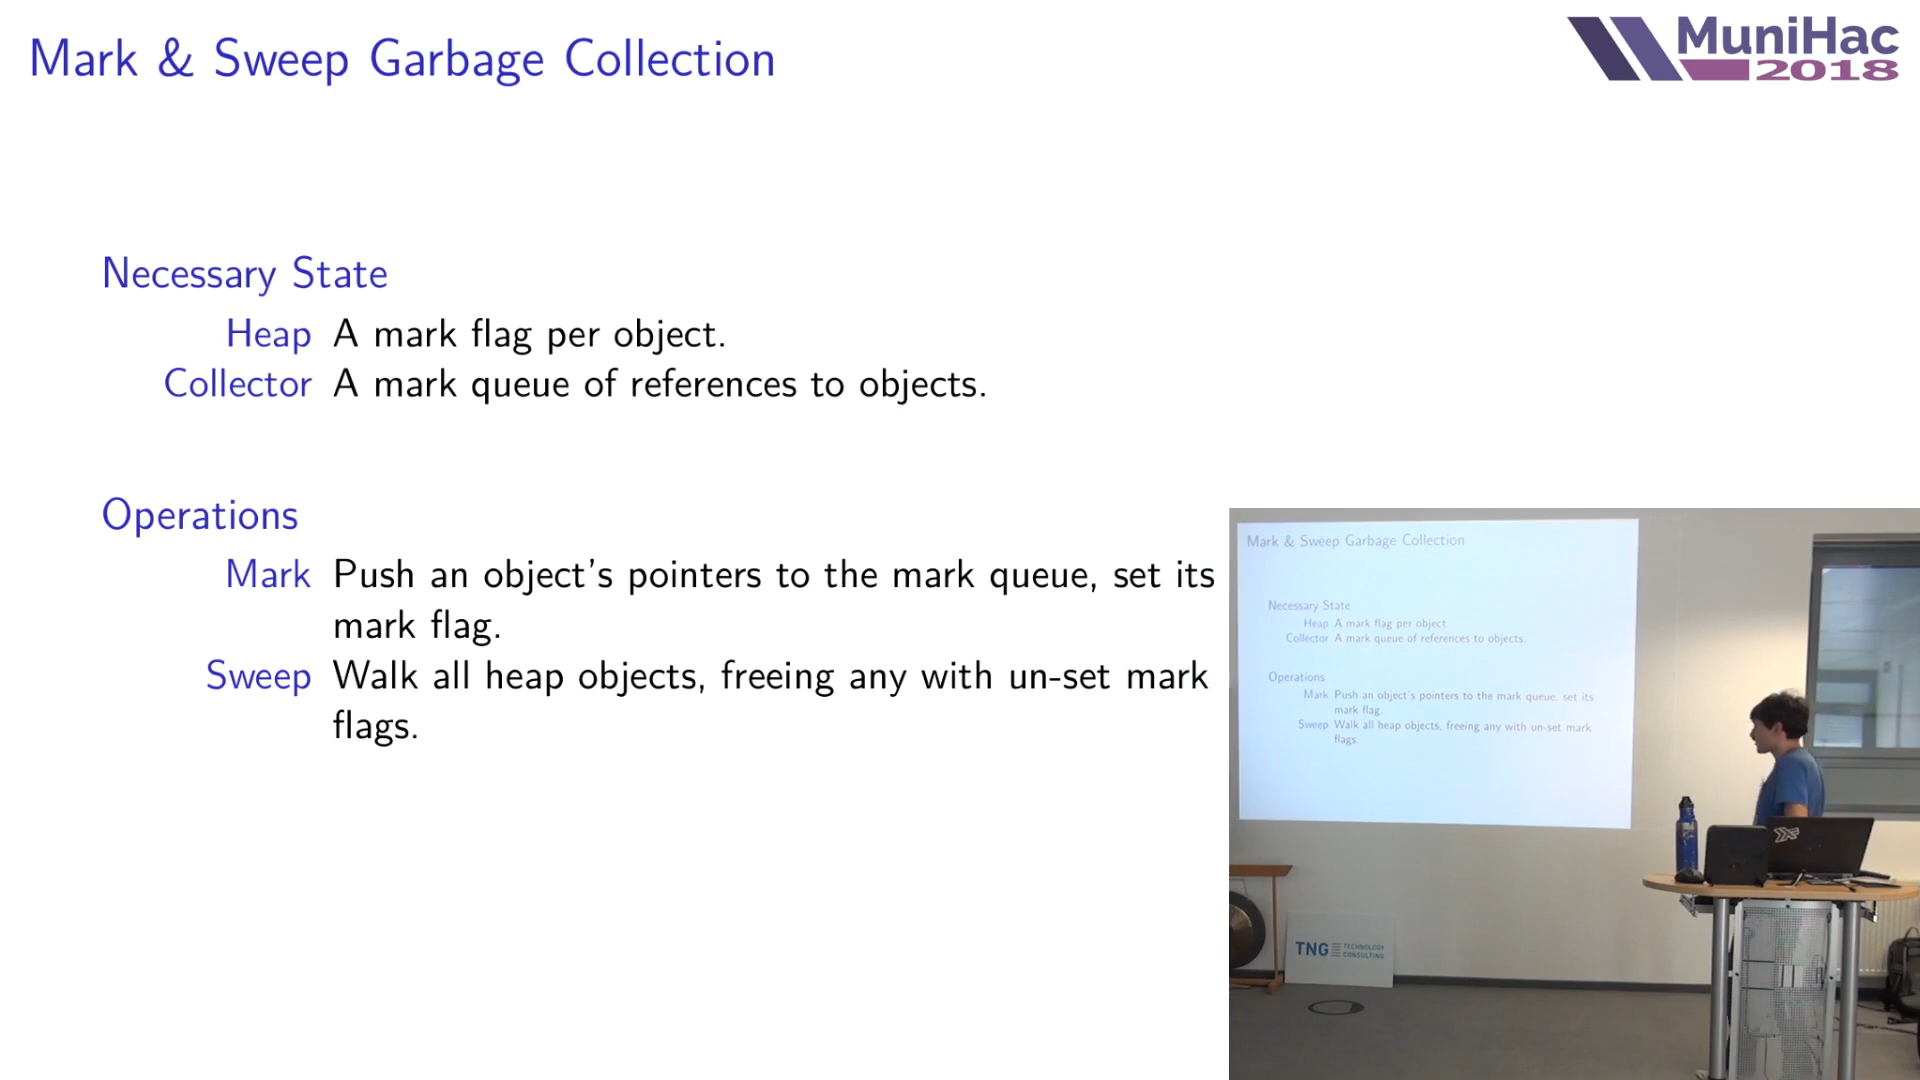 Mark & Sweep Garbage Collection
MuniHac
2018
Necessary State
Heap A mark flag per object.
Collector A mark queue of references to objects.
Operations
Mark Push an object's pointers to the mark queue, set its
mark flag.
Sweep Walk all heap objects, freeing any with un-set mark
flags.
Mark & Sweep Garbage Collection
Necessary State
Heap A mark flag per object.
Collector A mark queue of references to objects.
Operations
Mark Push an object's pointers to the mark queue, set its
mark flag.
Sweep Walk all heap objects, freeing any with un-set mark
flags.
TNG TECHNOLOGY
CONSULTING